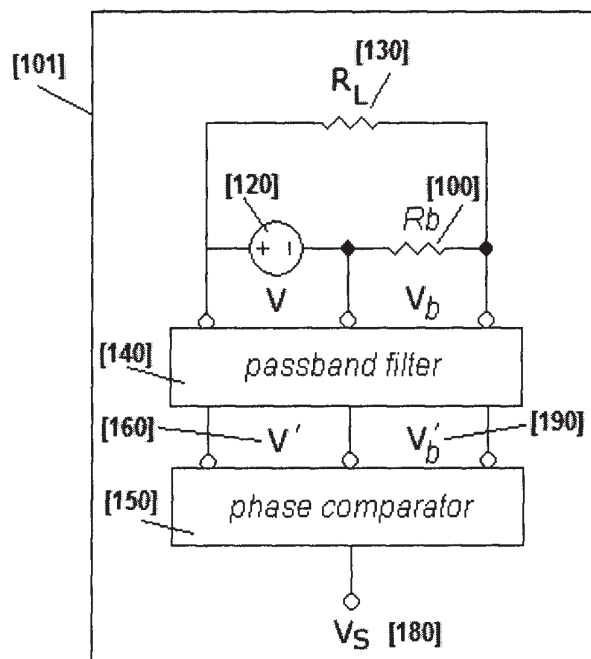 [101]
[130]
R_L
[120]
[100]
Rb
+ -
V
V_b
[140]
passband filter
[160]
V'
V_b'
[190]
[150]
phase comparator
V_S
[180]